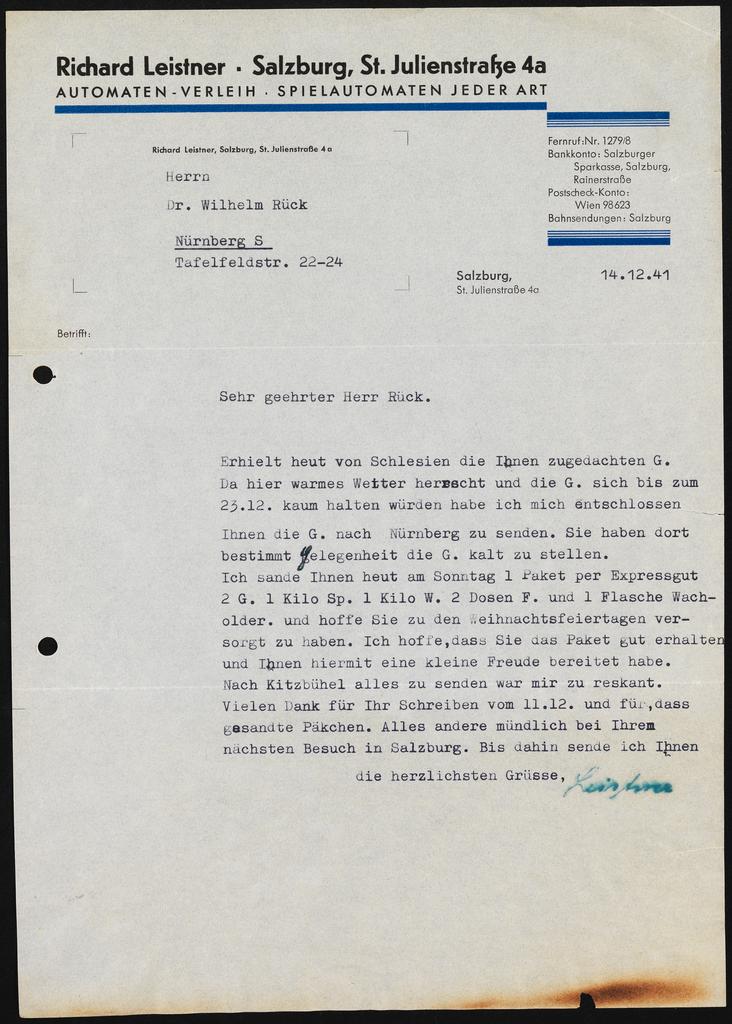 Richard Leistner · Salzburg, St. Julienstraße 4a
AUTOMATEN-VERLEIH · SPIELAUTOMATEN JEDER ART
Fernruf: Nr. 1279/8
Bankkonto: Salzburger
Sparkasse, Salzburg,
Rainerstraße
Postscheck-Konto:
Wien 98623
Bahnsendungen: Salzburg
Richard Leistner, Salzburg, St. Julienstraße 4a
Herrn
Dr. Wilhelm Rück
Nürnberg S
Tafelfeldstr. 22-24
Salzburg, 14.12.41
St. Julienstraße 4a
Betrifft:
Sehr geehrter Herr Rück.
Erhielt heut von Schlesien die Ihnen zugedachten G.
Da hier warmes Wetter herrscht und die G. sich bis zum
23.12. kaum halten würden habe ich mich entschlossen
Ihnen die G. nach Nürnberg zu senden. Sie haben dort
bestimmt gelegenheit die G. kalt zu stellen.
Ich sande Ihnen heut am Sonntag 1 Paket per Expressgut
2 G. 1 Kilo Sp. 1 Kilo W. 2 Dosen F. und 1 Flasche Wach-
older. und hoffe Sie zu den Weihnachtsfeiertagen ver-
sorgt zu haben. Ich hoffe,dass Sie das Paket gut erhalten
und Ihnen hiermit eine kleine Freude bereitet habe.
Nach Kitzbühel alles zu senden war mir zu reskant.
Vielen Dank für Ihr Schreiben vom 11.12. und für,dass
gesandte Päkchen. Alles andere mündlich bei Ihrem
nächsten Besuch in Salzburg. Bis dahin sende ich Ihnen
die herzlichsten Grüsse, Leistner